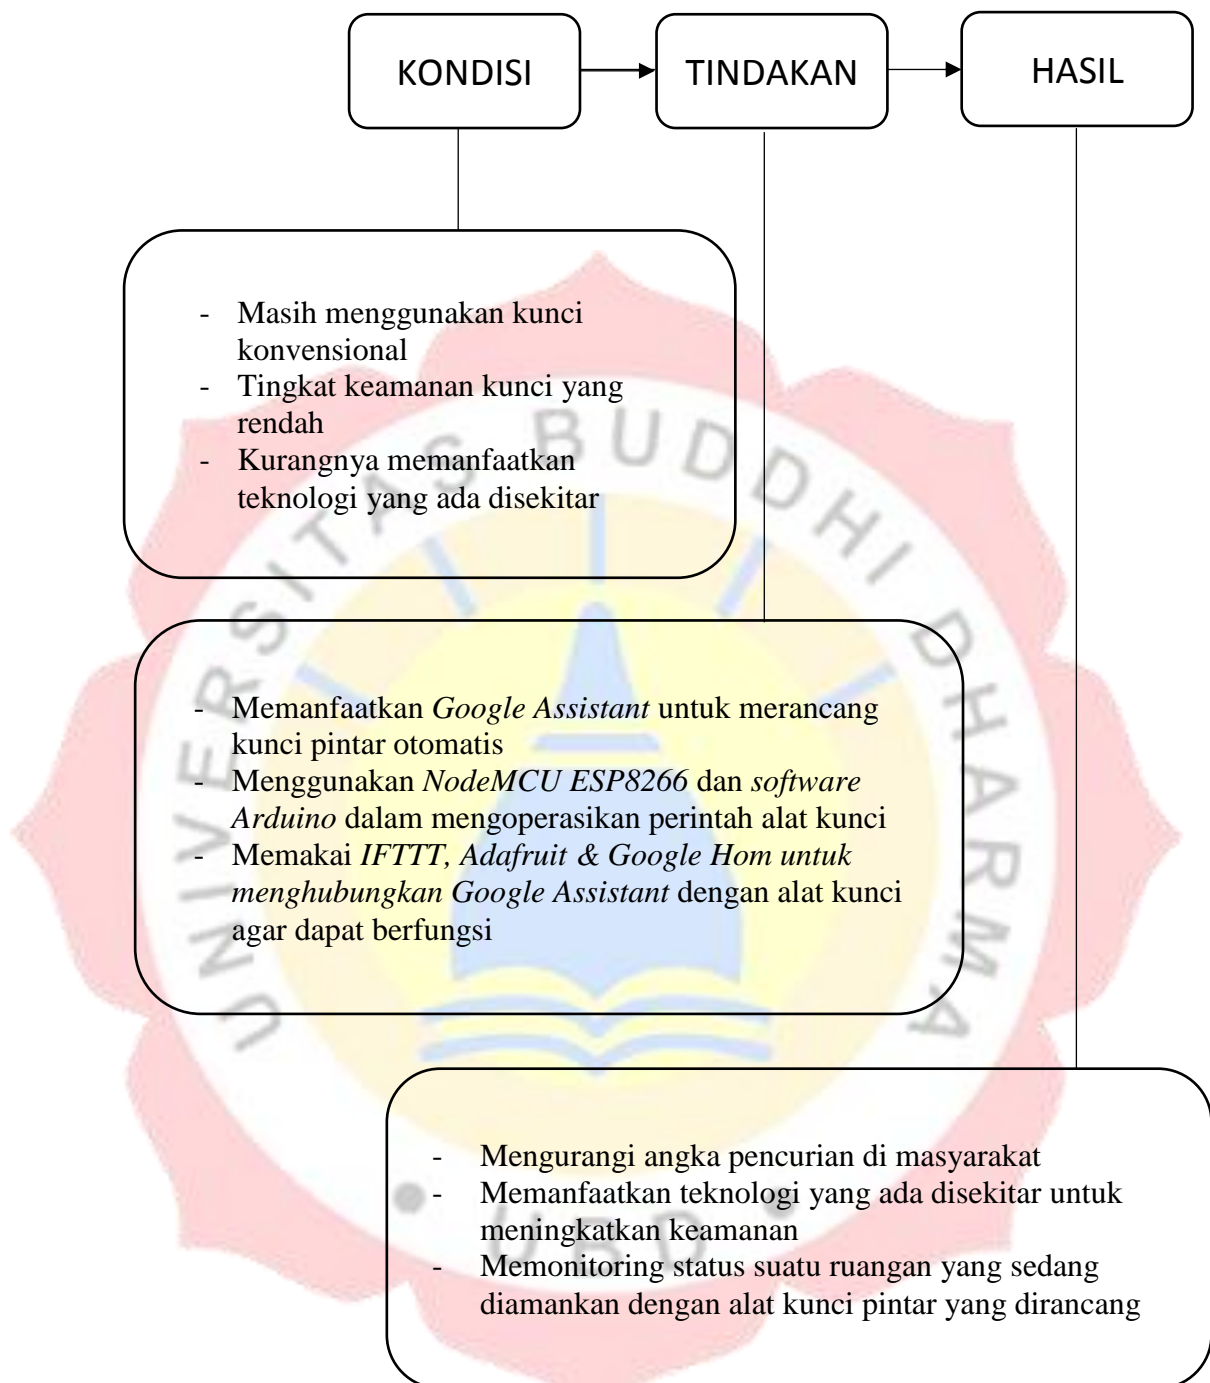 KONDISI
TINDAKAN
HASIL
- Masih menggunakan kunci
konvensional
- Tingkat keamanan kunci yang
rendah
- Kurangnya memanfaatkan
teknologi yang ada disekitar
- Memanfaatkan Google Assistant untuk merancang
kunci pintar otomatis
- Menggunakan NodeMCU ESP8266 dan software
Arduino dalam mengoperasikan perintah alat kunci
- Memakai IFTTT, Adafruit & Google Hom untuk
menghubungkan Google Assistant dengan alat kunci
agar dapat berfungsi
- Mengurangi angka pencurian di masyarakat
- Memanfaatkan teknologi yang ada disekitar untuk
meningkatkan keamanan
- Memonitoring status suatu ruangan yang sedang
diamankan dengan alat kunci pintar yang dirancang
UNIVERSITAS BUDDHI DHARMA
• UBD •